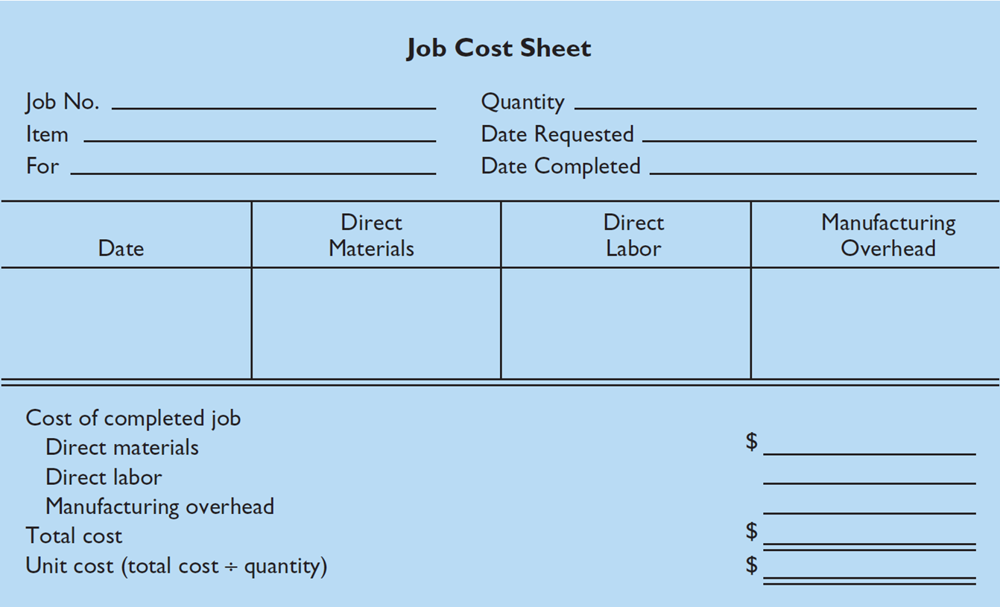 Job Cost Sheet
Job No. Quantity
Item Date Requested
For Date Completed
Date
Direct Materials
Direct Labor
Manufacturing Overhead
Cost of completed job
Direct materials $
Direct labor
Manufacturing overhead
Total cost $
Unit cost (total cost ÷ quantity) $